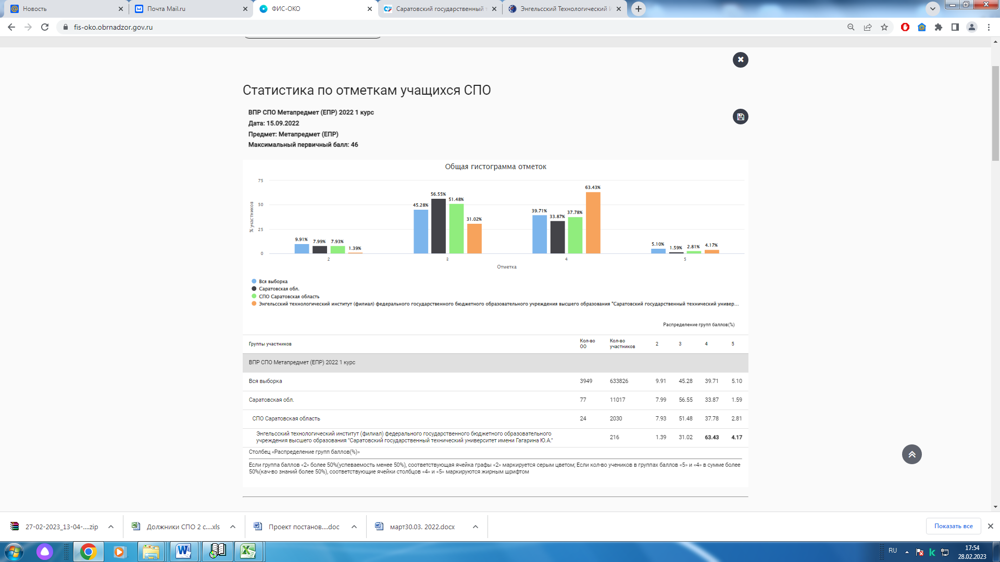 Новость
Почта Mail.ru
ФИС-ОКО
Саратовский государственный
Энгельсский Технологический
fis-oko.obrnadzor.gov.ru
Статистика по отметкам учащихся СПО
ВПР СПО Метапредмет (ЕПР) 2022 1 курс
Дата: 15.09.2022
Предмет: Метапредмет (ЕПР)
Максимальный первичный балл: 46
Общая гистограмма отметок
% участников
75
50
25
0
9.91% 7.99% 7.93% 1.39%
45.28% 56.55% 51.48% 31.02%
39.71% 33.87% 37.78% 63.43%
5.10% 1.59% 2.81% 4.17%
2 3 4 5
Отметка
Вся выборка
Саратовская обл.
СПО Саратовская область
Энгельсский технологический институт (филиал) федерального государственного бюджетного образовательного учреждения высшего образования "Саратовский государственный технический универ...
Распределение групп баллов(%)
Группы участников Кол-во ОО Кол-во участников 2 3 4 5
ВПР СПО Метапредмет (ЕПР) 2022 1 курс
Вся выборка 3949 633826 9.91 45.28 39.71 5.10
Саратовская обл. 77 11017 7.99 56.55 33.87 1.59
СПО Саратовская область 24 2030 7.93 51.48 37.78 2.81
Энгельсский технологический институт (филиал) федерального государственного бюджетного образовательного
учреждения высшего образования "Саратовский государственный технический университет имени Гагарина Ю.А." 216 1.39 31.02 63.43 4.17
Столбец «Распределение групп баллов(%)»
Если группа баллов «2» более 50%(успеваемость менее 50%), соответствующая ячейка графы «2» маркируется серым цветом; Если кол-во учеников в группах баллов «5» и «4» в сумме более
50%(кач-во знаний более 50%), соответствующие ячейки столбцов «4» и «5» маркируются жирным шрифтом
27-02-2023_13-04-....zip
Должники СПО 2 с....xls
Проект постанов....doc
март30.03. 2022.docx
Показать все
RU
17:54
28.02.2023